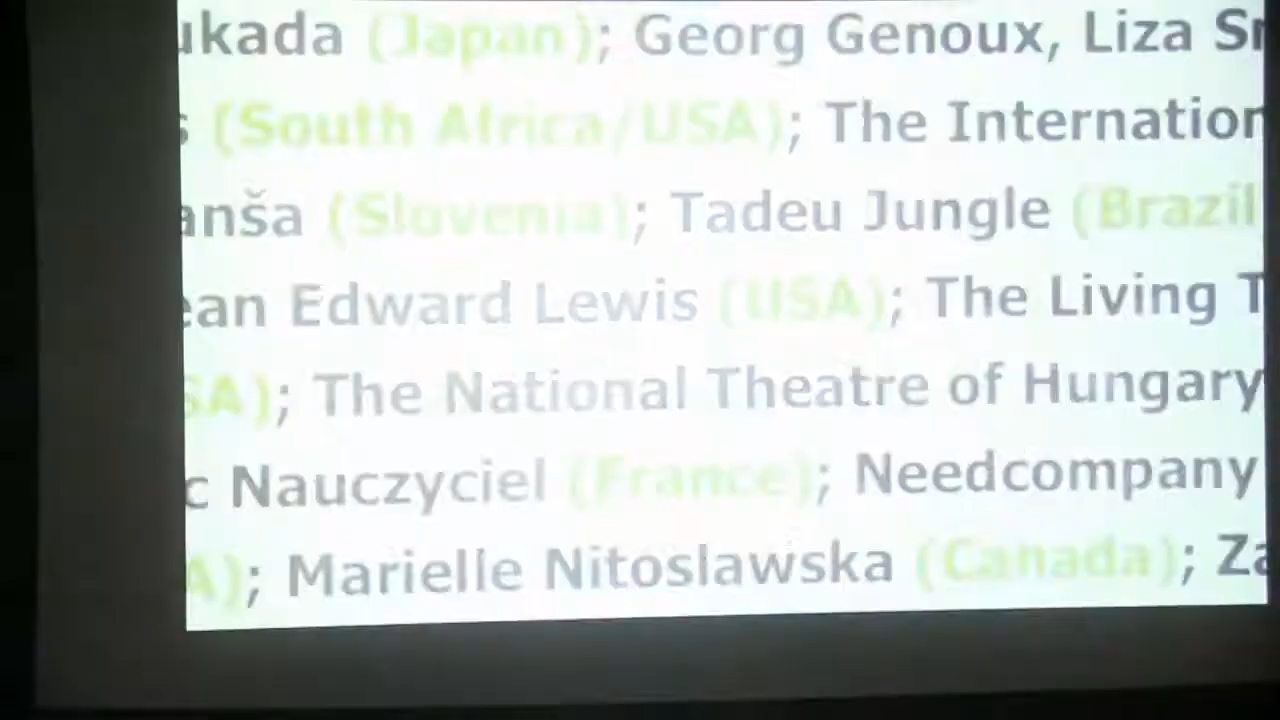 ukada (Japan); Georg Genoux, Liza
(South Africa/USA); The Internation
anša (Slovenia); Tadeu Jungle (Brazil
ean Edward Lewis (USA); The Living T
SA); The National Theatre of Hungary
c Nauczyciel (France); Needcompany
A); Marielle Nitoslawska (Canada); Za